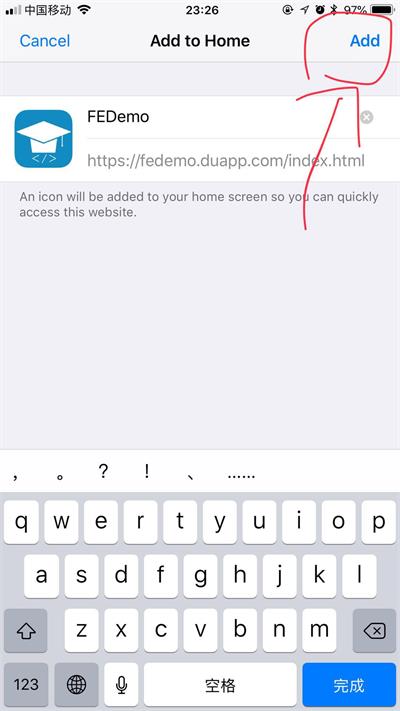 中国移动 23:26 97%
Cancel Add to Home Add
FEDemo
https://fedemo.duapp.com/index.html
An icon will be added to your home screen so you can quickly
access this website.
， 。 ？ ！ 、 ……
q w e r t y u i o p
a s d f g h j k l
z x c v b n m
123 空格 完成